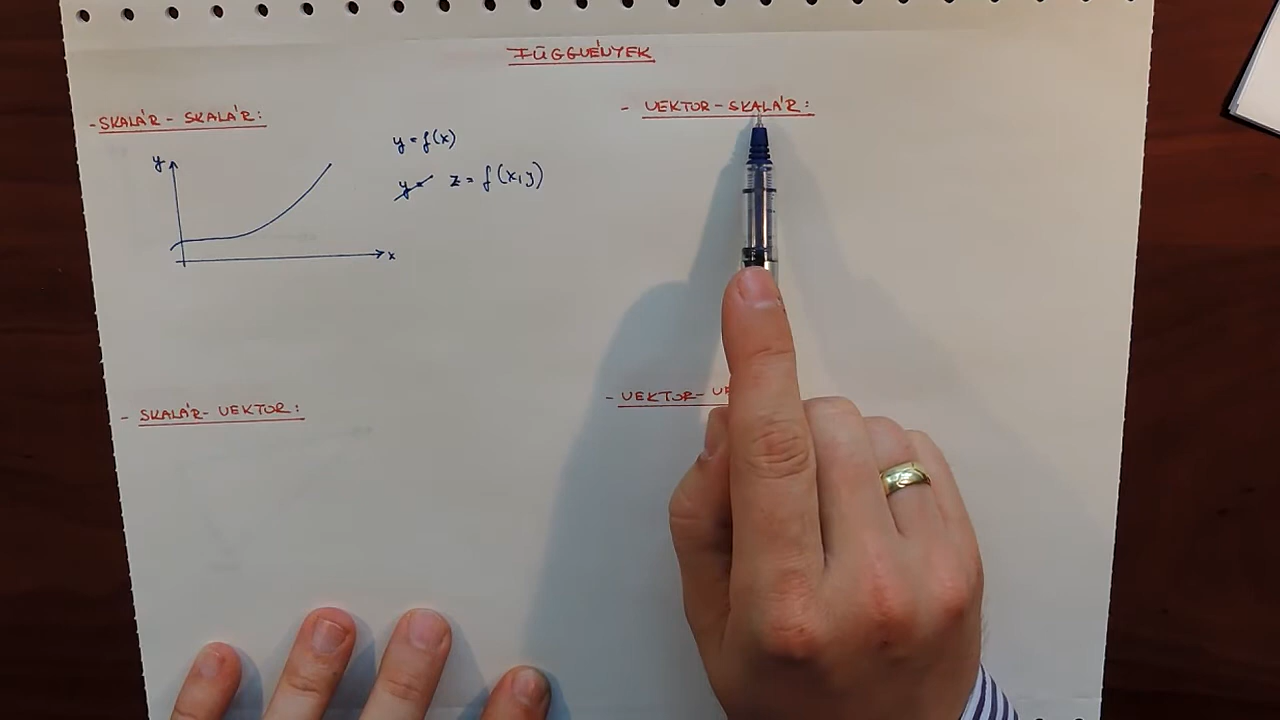 FÜGGVÉNYEK
- SKALÁR - SKALÁR:
y
x
y = f(x)
z = f(x,y)
- VEKTOR - SKALÁR:
- SKALÁR - VEKTOR:
- VEKTOR -